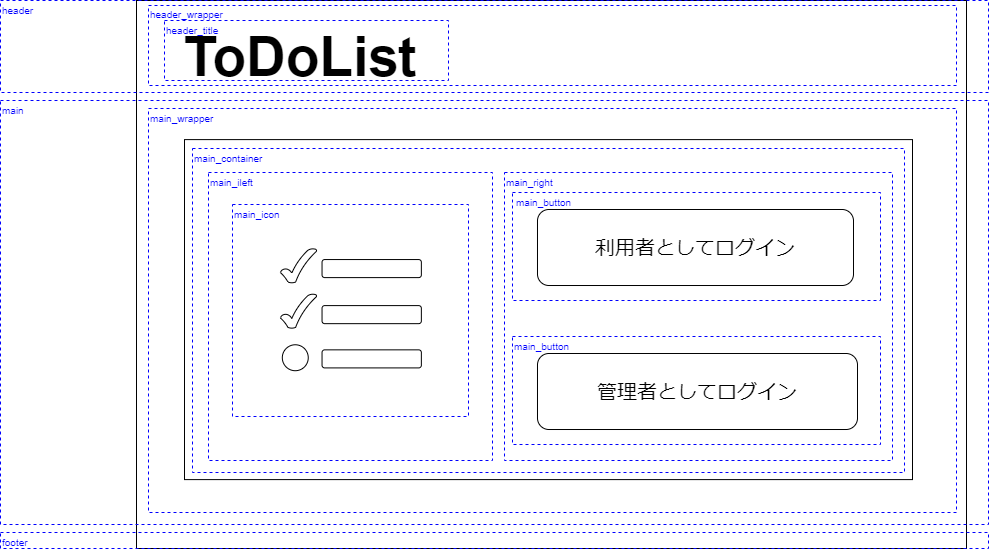 header
header_wrapper
header_title
ToDoList
main
main_wrapper
main_container
main_ileft
main_icon
main_right
main_button
利用者としてログイン
main_button
管理者としてログイン
footer